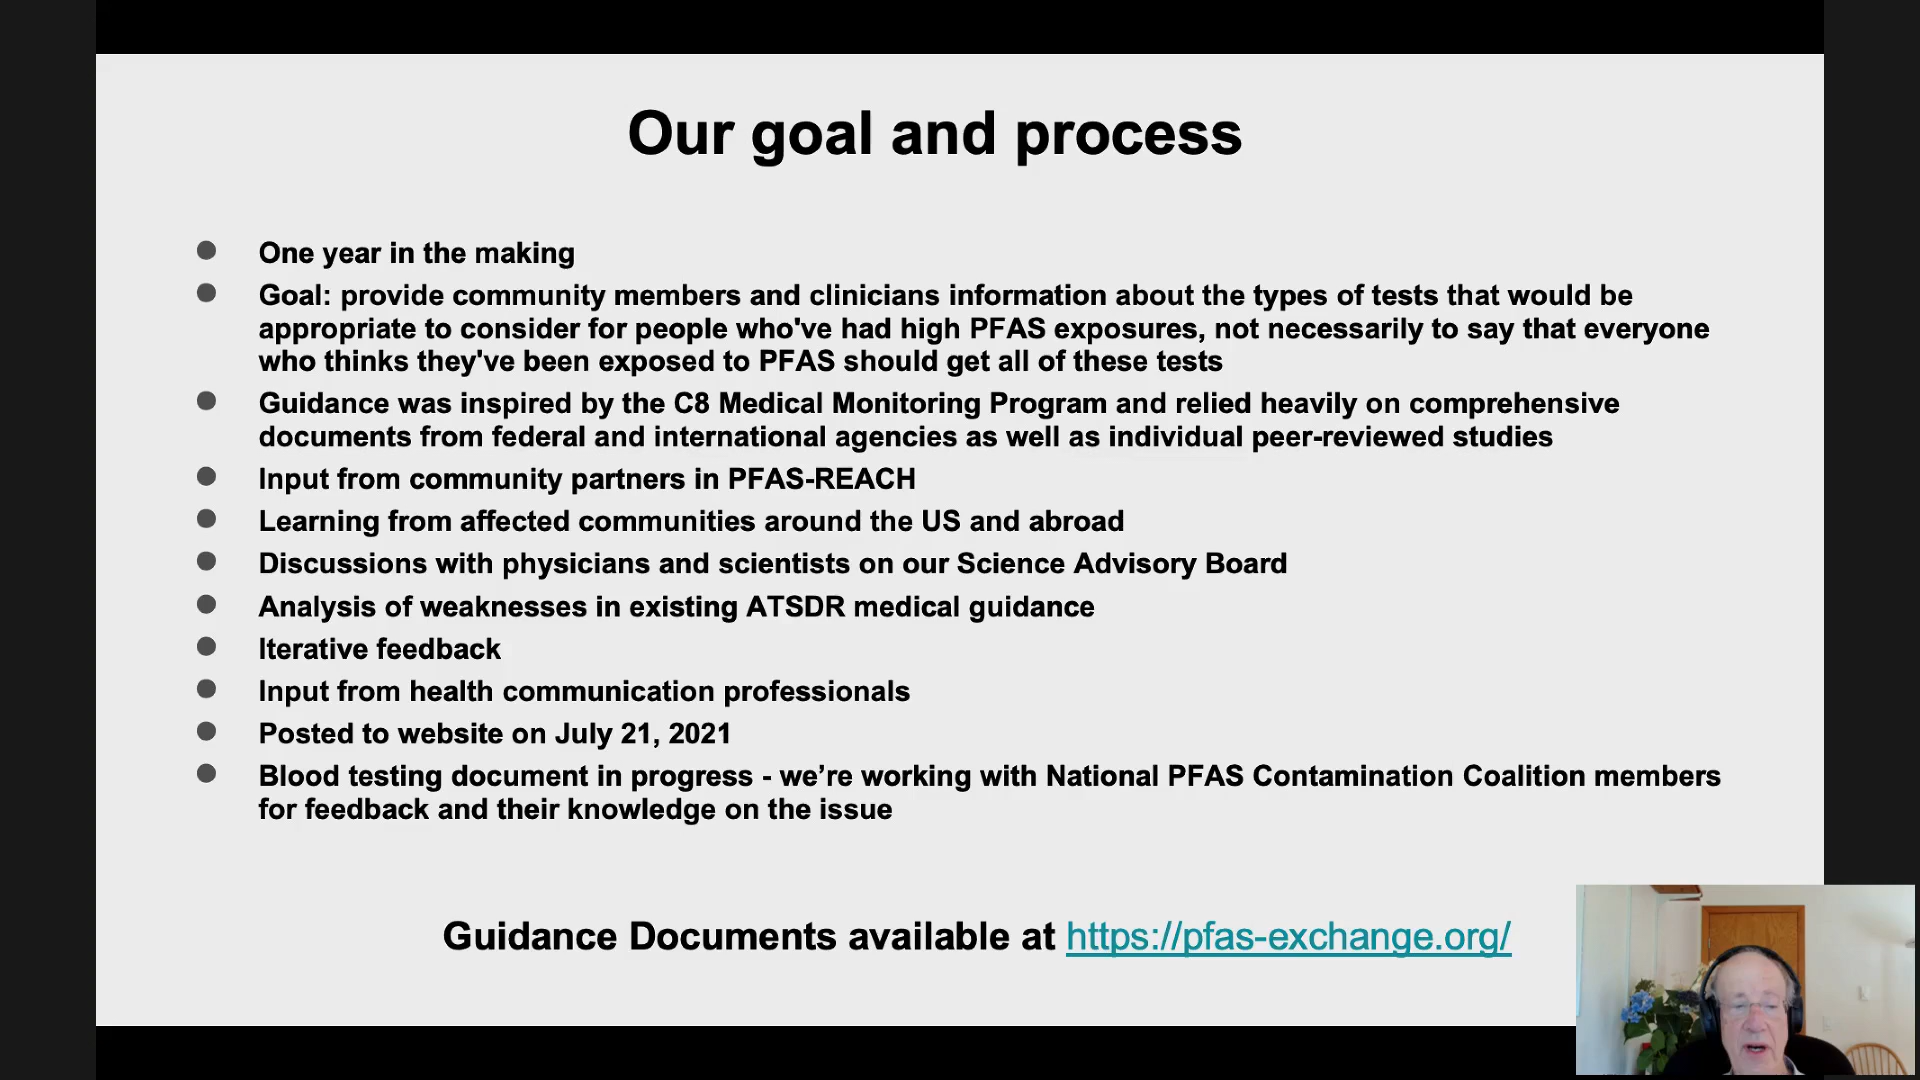 Our goal and process
One year in the making
Goal: provide community members and clinicians information about the types of tests that would be
appropriate to consider for people who've had high PFAS exposures, not necessarily to say that everyone
who thinks they've been exposed to PFAS should get all of these tests
Guidance was inspired by the C8 Medical Monitoring Program and relied heavily on comprehensive
documents from federal and international agencies as well as individual peer-reviewed studies
Input from community partners in PFAS-REACH
Learning from affected communities around the US and abroad
Discussions with physicians and scientists on our Science Advisory Board
Analysis of weaknesses in existing ATSDR medical guidance
Iterative feedback
Input from health communication professionals
Posted to website on July 21, 2021
Blood testing document in progress - we’re working with National PFAS Contamination Coalition members
for feedback and their knowledge on the issue
Guidance Documents available at https://pfas-exchange.org/